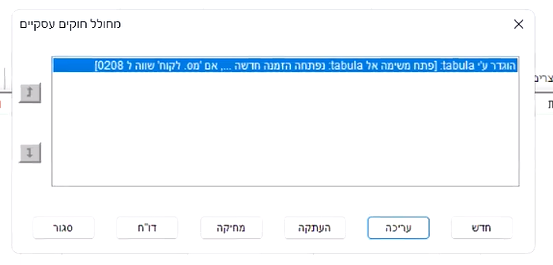 מחולל חוקים עסקיים
הוגדר ע'י tabula: [פתח משימה אל tabula: נפתחה הזמנה חדשה ..., אם 'מס. לקוח' שווה ל 0208]
חדש
עריכה
העתקה
מחיקה
דו"ח
סגור